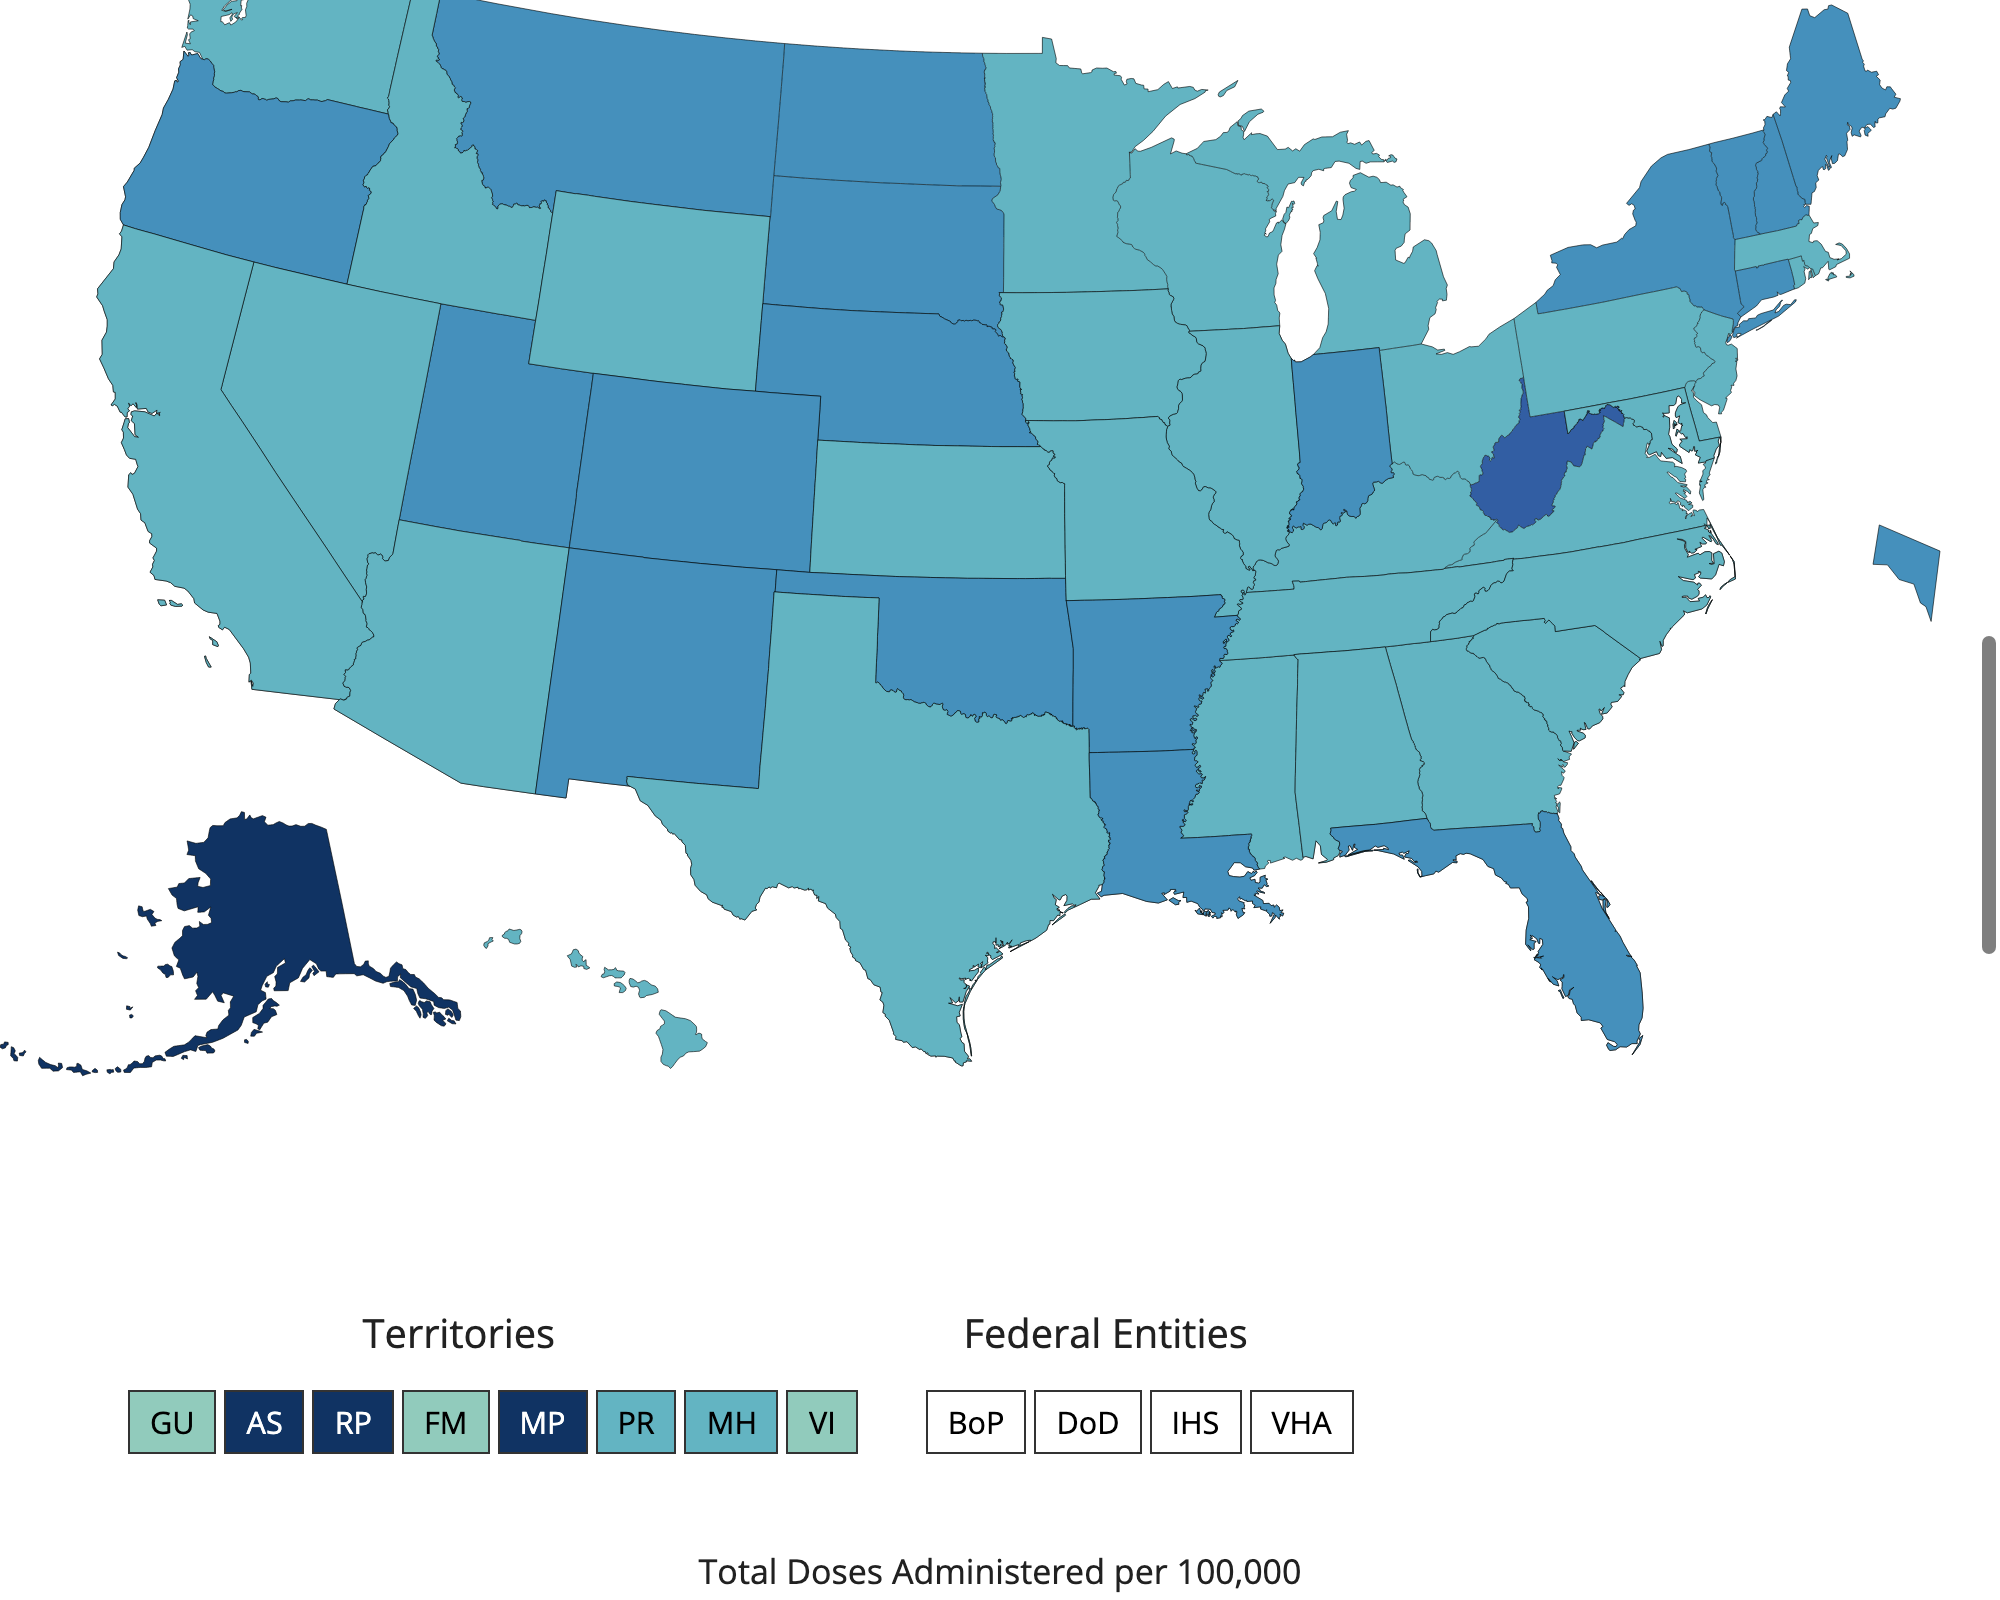 Territories
Federal Entities
GU AS RP FM MP PR MH VI
BoP DoD IHS VHA
Total Doses Administered per 100,000